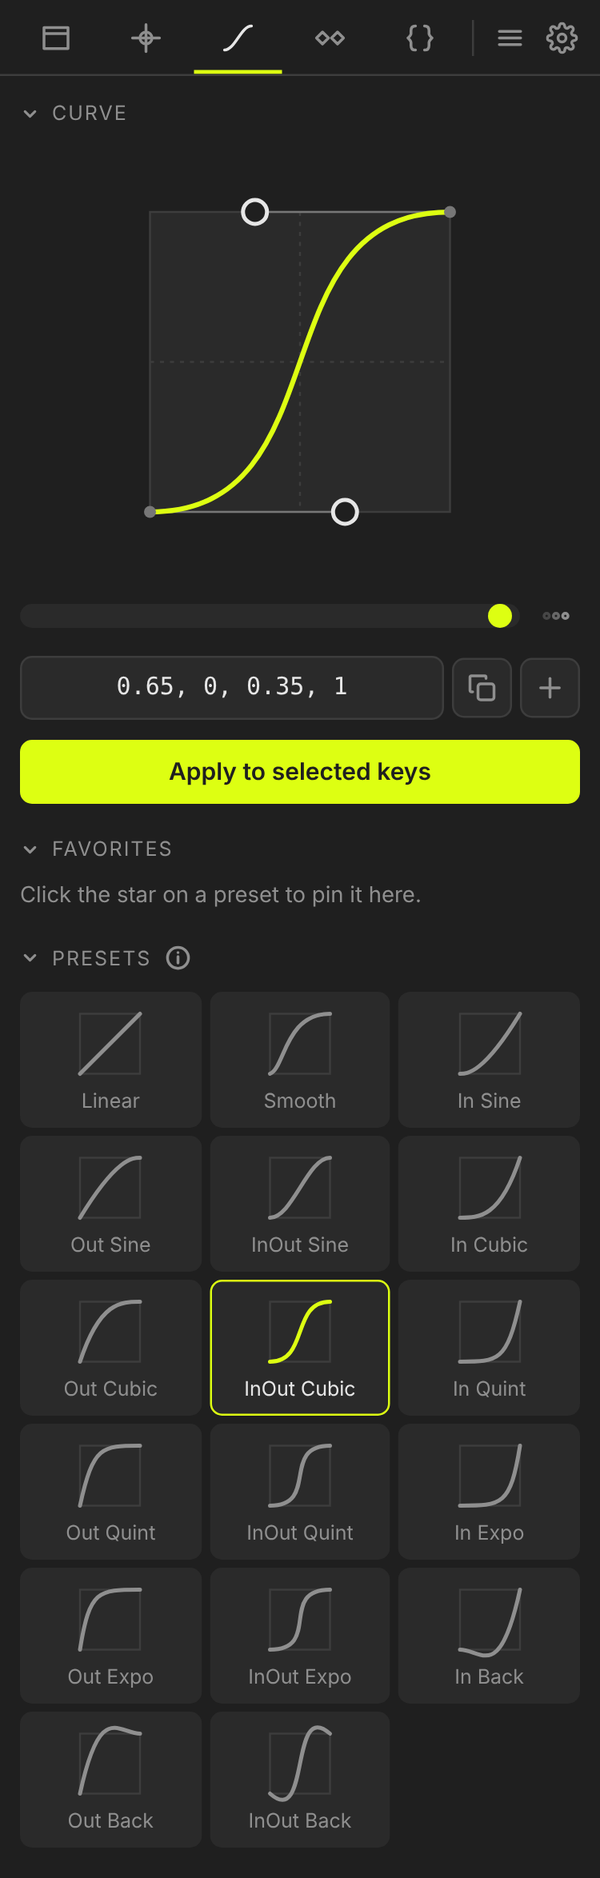 CURVE
0.65, 0, 0.35, 1
Apply to selected keys
FAVORITES
Click the star on a preset to pin it here.
PRESETS
Linear
Smooth
In Sine
Out Sine
InOut Sine
In Cubic
Out Cubic
InOut Cubic
In Quint
Out Quint
InOut Quint
In Expo
Out Expo
InOut Expo
In Back
Out Back
InOut Back